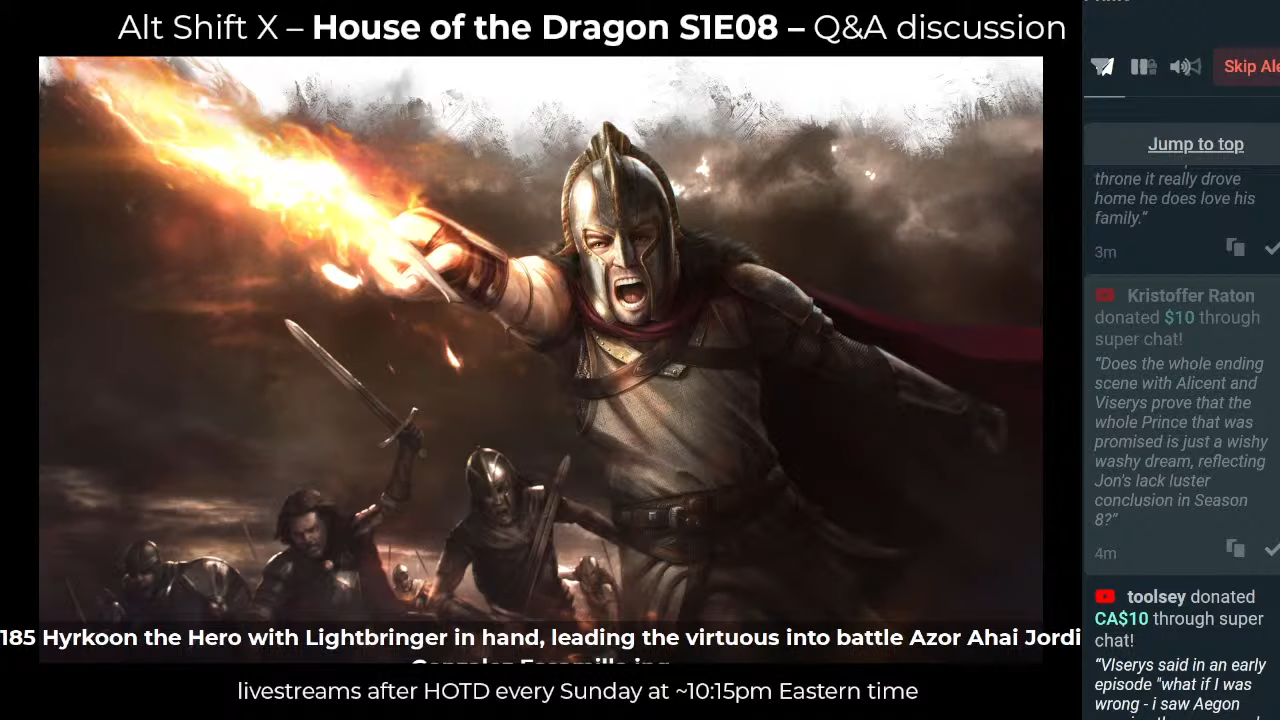 Alt Shift X – House of the Dragon S1E08 – Q&A discussion
185 Hyrkoon the Hero with Lightbringer in hand, leading the virtuous into battle Azor Ahai Jordi
livestreams after HOTD every Sunday at ~10:15pm Eastern time
Skip Ale
Jump to top
throne it really drove
home he does love his
family.”
3m
Kristoffer Raton
donated $10 through
super chat!
“Does the whole ending
scene with Alicent and
Viserys prove that the
whole Prince that was
promised is just a wishy
washy dream, reflecting
Jon's lack luster
conclusion in Season
8?”
4m
toolsey donated
CA$10 through super
chat!
“VIserys said in an early
episode "what if I was
wrong - i saw Aegon